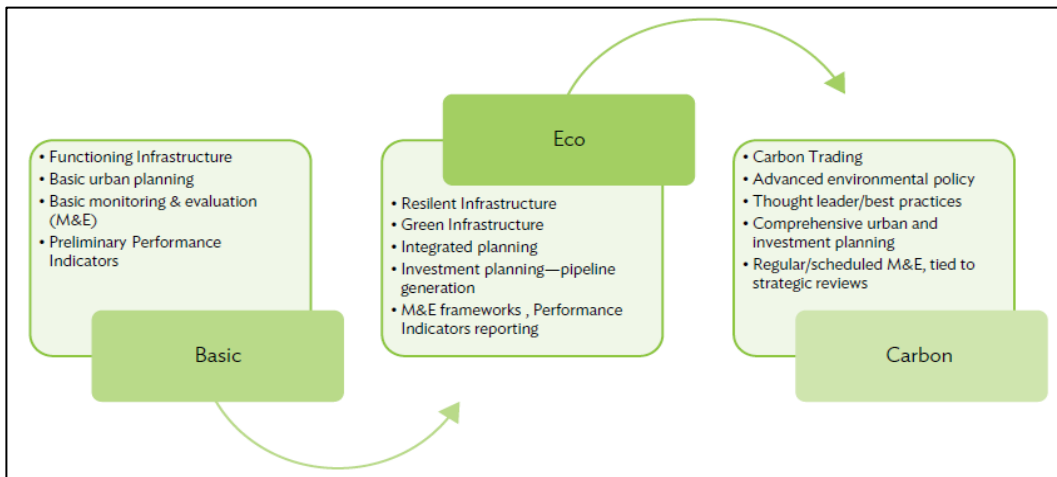 • Functioning Infrastructure
• Basic urban planning
• Basic monitoring & evaluation
(M&E)
• Preliminary Performance
Indicators
Basic
Eco
• Resilent Infrastructure
• Green Infrastructure
• Integrated planning
• Investment planning—pipeline
generation
• M&E frameworks , Performance
Indicators reporting
• Carbon Trading
• Advanced environmental policy
• Thought leader/best practices
• Comprehensive urban and
investment planning
• Regular/scheduled M&E, tied to
strategic reviews
Carbon